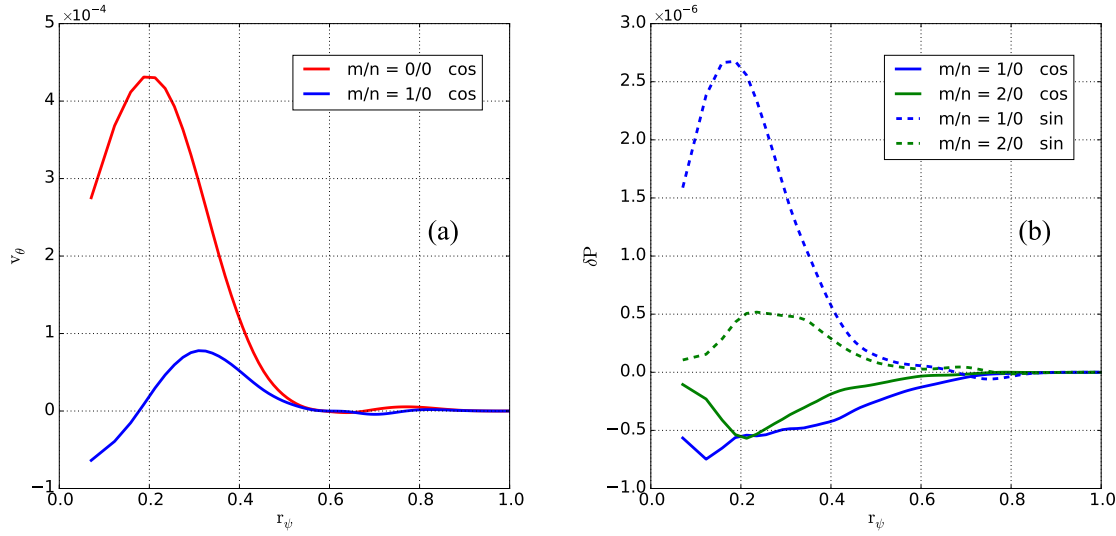 ×10⁻⁴
5
4
3
2
1
0
−1
0.0 0.2 0.4 0.6 0.8 1.0
v_θ
r_ψ
m/n = 0/0 cos
m/n = 1/0 cos
(a)
×10⁻⁶
3.0
2.5
2.0
1.5
1.0
0.5
0.0
−0.5
−1.0
0.0 0.2 0.4 0.6 0.8 1.0
δP
r_ψ
m/n = 1/0 cos
m/n = 2/0 cos
m/n = 1/0 sin
m/n = 2/0 sin
(b)